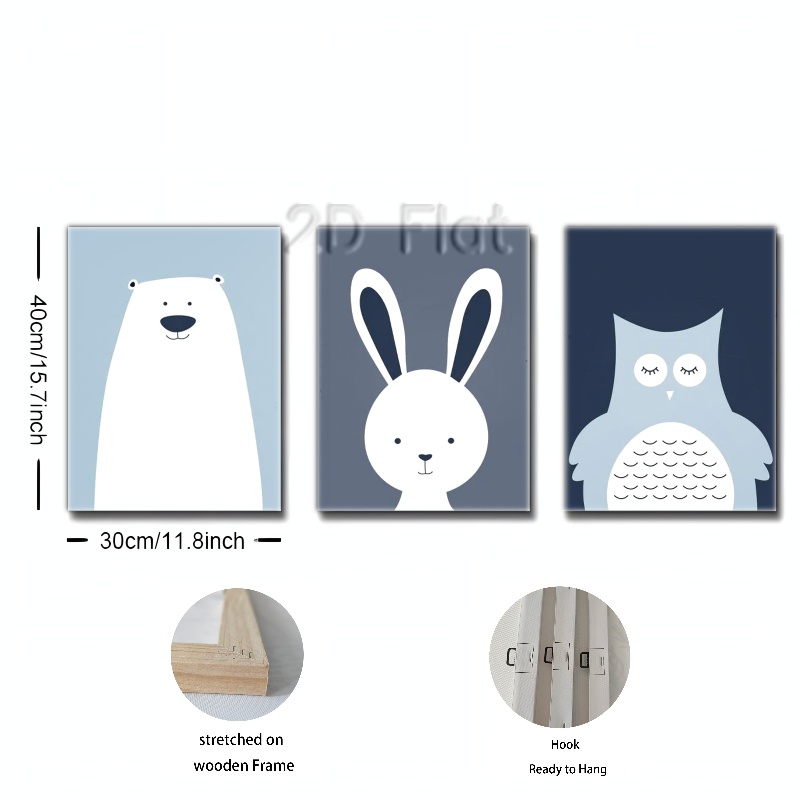 2D Flat
40cm/15.7inch
30cm/11.8inch
stretched on
wooden Frame
Hook
Ready to Hang